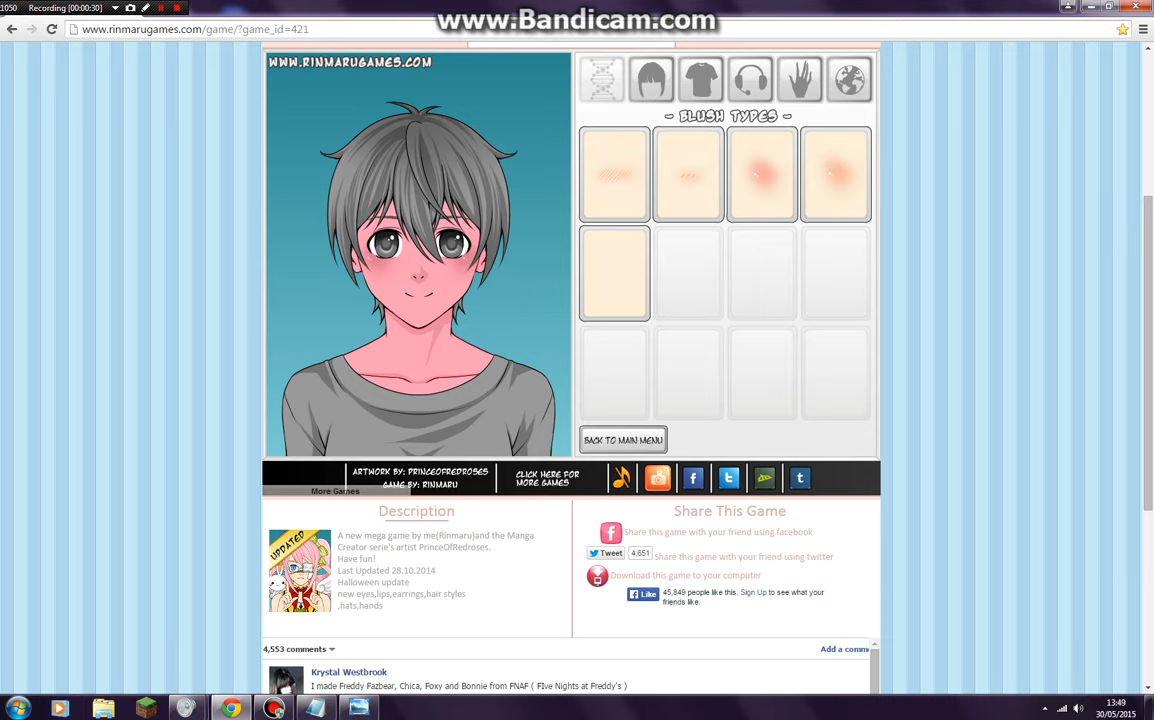 1050
Recording [00:00:30]
www.Bandicam.com
www.rinmarugames.com/game/?game_id=421
WWW.RINMARUGAMES.COM
- BLUSH TYPES -
BACK TO MAIN MENU
ARTWORK BY: PRINCEOFREDROSES
GAME BY: RINMARU
CLICK HERE FOR
MORE GAMES
More Games
Description
UPDATED
A new mega game by me(Rinmaru)and the Manga
Creator serie's artist PrinceOfRedroses.
Have fun!
Last Updated 28.10.2014
Halloween update
new eyes,lips,earrings,hair styles
,hats,hands
Share This Game
Share this game with your friend using facebook
Tweet 4,651 Share this game with your friend using twitter
Download this game to your computer
Like 45,849 people like this. Sign Up to see what your
friends like.
4,553 comments
Add a comm
Krystal Westbrook
I made Freddy Fazbear, Chica, Foxy and Bonnie from FNAF ( FIve Nights at Freddy's )
13:49
30/05/2015